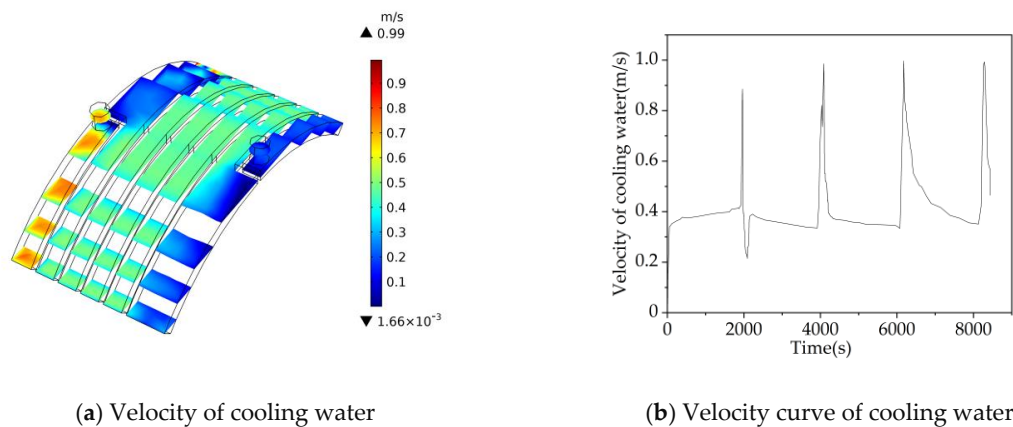 m/s
▲ 0.99
0.9
0.8
0.7
0.6
0.5
0.4
0.3
0.2
0.1
▼ 1.66×10⁻³
(a) Velocity of cooling water
Velocity of cooling water(m/s)
1.0
0.8
0.6
0.4
0.2
0
0 2000 4000 6000 8000
Time(s)
(b) Velocity curve of cooling water